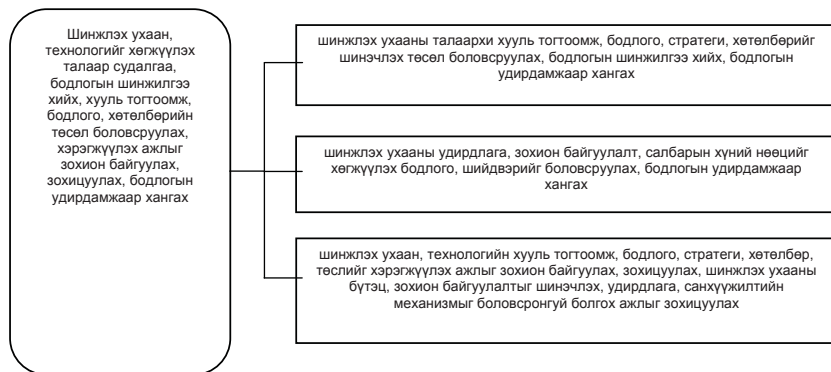 Шинжлэх ухаан,
технологийг хөгжүүлэх
талаар судалгаа,
бодлогын шинжилгээ
хийх, хууль тогтоомж,
бодлого, хөтөлбөрийн
төсөл боловсруулах,
хэрэгжүүлэх ажлыг
зохион байгуулах,
зохицуулах, бодлогын
удирдамжаар хангах
шинжлэх ухааны талаархи хууль тогтоомж, бодлого, стратеги, хөтөлбөрийг
шинэчлэх төсөл боловсруулах, бодлогын шинжилгээ хийх, бодлогын
удирдамжаар хангах
шинжлэх ухааны удирдлага, зохион байгуулалт, салбарын хүний нөөцийг
хөгжүүлэх бодлого, шийдвэрийг боловсруулах, бодлогын удирдамжаар
хангах
шинжлэх ухаан, технологийн хууль тогтоомж, бодлого, стратеги, хөтөлбөр,
төслийг хэрэгжүүлэх ажлыг зохион байгуулах, зохицуулах, шинжлэх ухааны
бүтэц, зохион байгуулалтыг шинэчлэх, удирдлага, санхүүжилтийн
механизмыг боловсронгуй болгох ажлыг зохицуулах